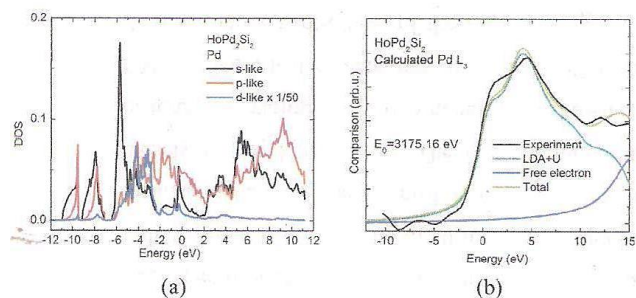 HoPd₂Si₂
Pd
s-like
p-like
d-like x 1/50
DOS
0.2
0.1
0.0
-12 -10 -8 -6 -4 -2 0 2 4 6 8 10 12
Energy (eV)
(a)
HoPd₂Si₂
Calculated Pd L₃
E₀=3175.16 eV
Experiment
LDA+U
Free electron
Total
Comparison (arb.u.)
-10 -5 0 5 10 15
Energy (eV)
(b)